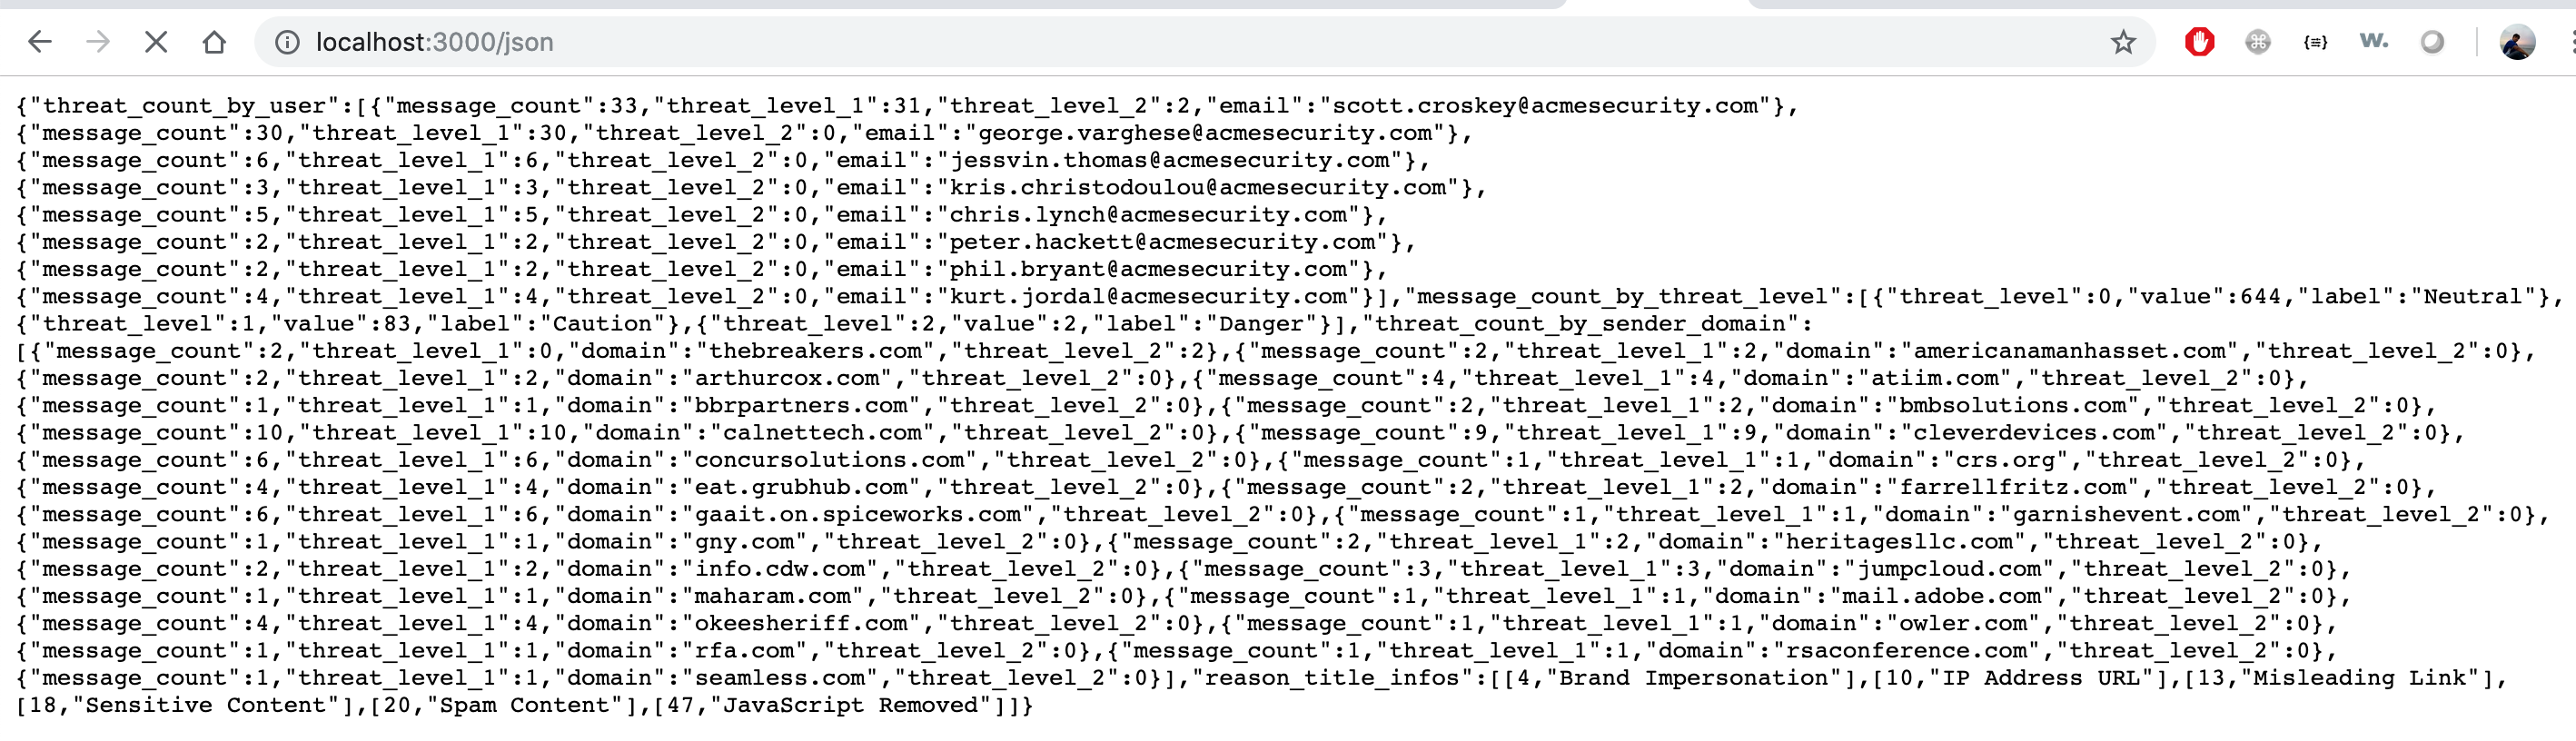 localhost:3000/json
w.
{"threat_count_by_user":[{"message_count":33,"threat_level_1":31,"threat_level_2":2,"email":"scott.croskey@acmesecurity.com"},
{"message_count":30,"threat_level_1":30,"threat_level_2":0,"email":"george.varghese@acmesecurity.com"},
{"message_count":6,"threat_level_1":6,"threat_level_2":0,"email":"jessvin.thomas@acmesecurity.com"},
{"message_count":3,"threat_level_1":3,"threat_level_2":0,"email":"kris.christodoulou@acmesecurity.com"},
{"message_count":5,"threat_level_1":5,"threat_level_2":0,"email":"chris.lynch@acmesecurity.com"},
{"message_count":2,"threat_level_1":2,"threat_level_2":0,"email":"peter.hackett@acmesecurity.com"},
{"message_count":2,"threat_level_1":2,"threat_level_2":0,"email":"phil.bryant@acmesecurity.com"},
{"message_count":4,"threat_level_1":4,"threat_level_2":0,"email":"kurt.jordal@acmesecurity.com"}],"message_count_by_threat_level":[{"threat_level":0,"value":644,"label":"Neutral"},
{"threat_level":1,"value":83,"label":"Caution"},{"threat_level":2,"value":2,"label":"Danger"}],"threat_count_by_sender_domain":
[{"message_count":2,"threat_level_1":0,"domain":"thebreakers.com","threat_level_2":2},{"message_count":2,"threat_level_1":2,"domain":"americanamanhasset.com","threat_level_2":0},
{"message_count":2,"threat_level_1":2,"domain":"arthurcox.com","threat_level_2":0},{"message_count":4,"threat_level_1":4,"domain":"atiim.com","threat_level_2":0},
{"message_count":1,"threat_level_1":1,"domain":"bbrpartners.com","threat_level_2":0},{"message_count":2,"threat_level_1":2,"domain":"bmbsolutions.com","threat_level_2":0},
{"message_count":10,"threat_level_1":10,"domain":"calnettech.com","threat_level_2":0},{"message_count":9,"threat_level_1":9,"domain":"cleverdevices.com","threat_level_2":0},
{"message_count":6,"threat_level_1":6,"domain":"concursolutions.com","threat_level_2":0},{"message_count":1,"threat_level_1":1,"domain":"crs.org","threat_level_2":0},
{"message_count":4,"threat_level_1":4,"domain":"eat.grubhub.com","threat_level_2":0},{"message_count":2,"threat_level_1":2,"domain":"farrellfritz.com","threat_level_2":0},
{"message_count":6,"threat_level_1":6,"domain":"gaait.on.spiceworks.com","threat_level_2":0},{"message_count":1,"threat_level_1":1,"domain":"garnishevent.com","threat_level_2":0},
{"message_count":1,"threat_level_1":1,"domain":"gny.com","threat_level_2":0},{"message_count":2,"threat_level_1":2,"domain":"heritagesllc.com","threat_level_2":0},
{"message_count":2,"threat_level_1":2,"domain":"info.cdw.com","threat_level_2":0},{"message_count":3,"threat_level_1":3,"domain":"jumpcloud.com","threat_level_2":0},
{"message_count":1,"threat_level_1":1,"domain":"maharam.com","threat_level_2":0},{"message_count":1,"threat_level_1":1,"domain":"mail.adobe.com","threat_level_2":0},
{"message_count":4,"threat_level_1":4,"domain":"okeesheriff.com","threat_level_2":0},{"message_count":1,"threat_level_1":1,"domain":"owler.com","threat_level_2":0},
{"message_count":1,"threat_level_1":1,"domain":"rfa.com","threat_level_2":0},{"message_count":1,"threat_level_1":1,"domain":"rsaconference.com","threat_level_2":0},
{"message_count":1,"threat_level_1":1,"domain":"seamless.com","threat_level_2":0}],"reason_title_infos":[[4,"Brand Impersonation"],[10,"IP Address URL"],[13,"Misleading Link"],
[18,"Sensitive Content"],[20,"Spam Content"],[47,"JavaScript Removed"]]}